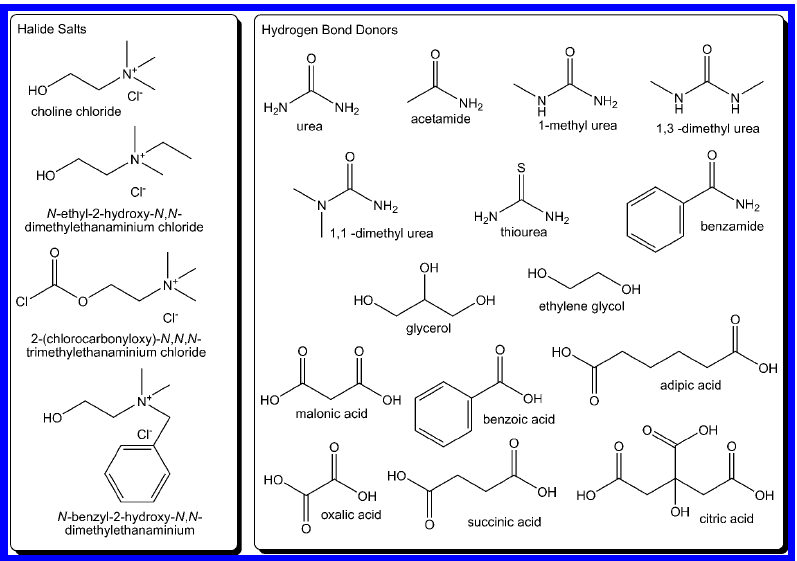 Halide Salts
HO
N+
Cl-
choline chloride
HO
N+
Cl-
N-ethyl-2-hydroxy-N,N-
dimethylethanaminium chloride
O
Cl
O
N+
Cl-
2-(chlorocarbonyloxy)-N,N,N-
trimethylethanaminium chloride
HO
N+
Cl-
N-benzyl-2-hydroxy-N,N-
dimethylethanaminium
Hydrogen Bond Donors
O
H2N
NH2
urea
O
NH2
acetamide
O
N
H
NH2
1-methyl urea
O
N
H
N
H
1,3 -dimethyl urea
O
N
NH2
1,1 -dimethyl urea
S
H2N
NH2
thiourea
O
NH2
benzamide
OH
HO
OH
glycerol
HO
OH
ethylene glycol
O
O
HO
OH
malonic acid
O
OH
benzoic acid
O
HO
OH
O
adipic acid
O
HO
OH
O
oxalic acid
O
HO
OH
O
succinic acid
O
OH
O
O
HO
OH
OH
citric acid